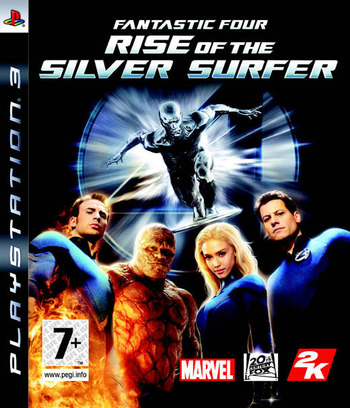 FANTASTIC FOUR
RISE OF THE
SILVER SURFER
PLAYSTATION 3
7+
www.pegi.info
MARVEL
20th
CENTURY
FOX
2K